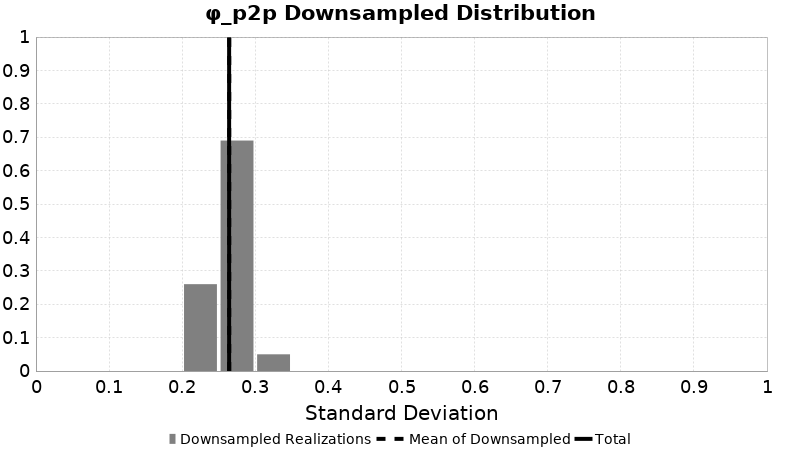 φ_p2p Downsampled Distribution
1
0.9
0.8
0.7
0.6
0.5
0.4
0.3
0.2
0.1
0
0 0.1 0.2 0.3 0.4 0.5 0.6 0.7 0.8 0.9 1
Standard Deviation
Downsampled Realizations Mean of Downsampled Total